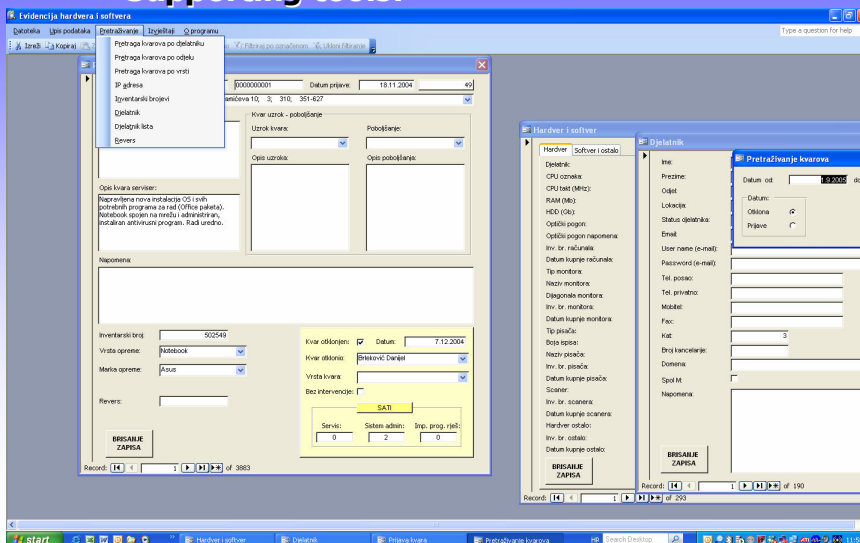 Supporting tools:
Evidencija hardvera i softvera
Datoteka Upis podataka Pretraživanje Izvještaji O programu
Type a question for help
Izreži Kopiraj
Filtriraj po označenom Ukloni filtriranje
Pretraga kvarova po djelatniku
Pretraga kvarova po odjelu
Pretraga kvarova po vrsti
IP adresa
Inventarski brojevi
Djelatnik
Djelatnik lista
Revers
0000000001 Datum prijave: 18.11.2004 49
10; 3; 310; 351-627
Kvar uzrok - poboljšanje
Uzrok kvara: Poboljšanje:
Opis uzroka: Opis poboljšanja:
Opis kvara serviser:
Napravljena nova instalacija OS i svih
potrebnih programa za rad (Office paketa).
Notebook spojen na mrežu i administriran,
instaliran antivirusni program. Radi uredno.
Napomena:
Inventarski broj: 502549
Vrsta opreme: Notebook
Marka opreme: Asus
Revers:
Kvar otklonjen: Datum: 7.12.2004
Kvar otklonio: Brleković Danijel
Vrsta kvara:
Bez intervencije:
SATI
Servis: Sistem admin: Imp. prog. rješ:
0 2 0
BRISANJE
ZAPISA
Record: 1 of 3883
Hardver i softver
Hardver Softver i ostalo
Djelatnik:
CPU oznaka:
CPU takt (MHz):
RAM (Mb):
HDD (Gb):
Optički pogon:
Optički pogon napomena:
Inv. br. računala:
Datum kupnje računala:
Tip monitora:
Naziv monitora:
Dijagonala monitora:
Inv. br. monitora:
Datum kupnje monitora:
Tip pisača:
Boja ispisa:
Naziv pisača:
Inv. br. pisača:
Datum kupnje pisača:
Scaner:
Inv. br. scanera:
Datum kupnje scanera:
Hardver ostalo:
Inv. br. ostalo:
Datum kupnje ostalo:
BRISANJE
ZAPISA
Record: 1 of 293
Djelatnik
Ime:
Prezime:
Odjel:
Lokacija:
Status djelatnika:
Email:
User name (e-mail):
Password (e-mail):
Tel. posao:
Tel. privatno:
Mobitel:
Fax:
Kat: 3
Broj kancelarije:
Domena:
Spol M:
Napomena:
BRISANJE
ZAPISA
Record: 1 of 190
Pretraživanje kvarova
Datum od: 1.9.2005 do
Datum:
Otklona
Prijave
start Hardver i softver Djelatnik Prijava kvara Pretraživanje kvarova HR Search Desktop